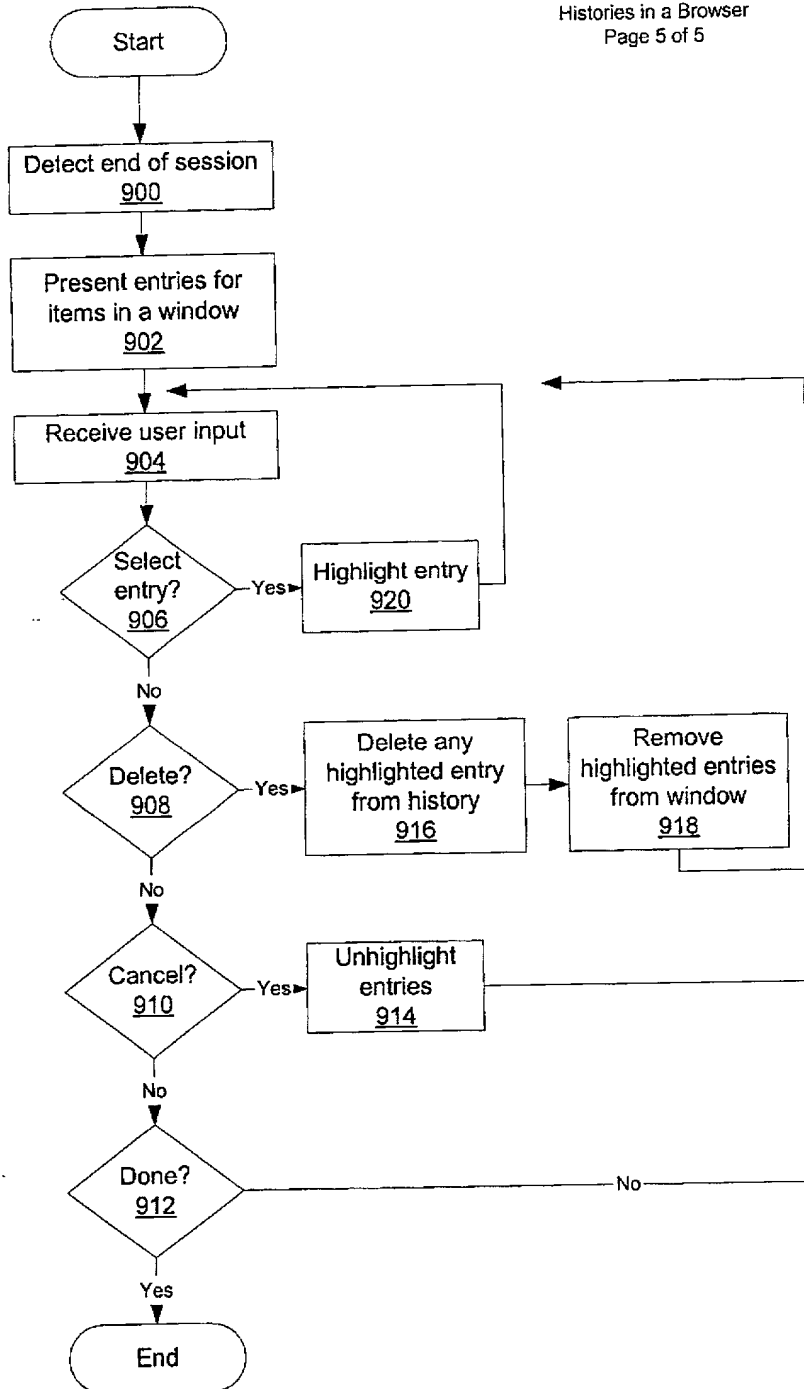 Histories in a Browser
Page 5 of 5
Start
Detect end of session
900
Present entries for
items in a window
902
Receive user input
904
Select
entry?
906
Yes
Highlight entry
920
No
Delete?
908
Yes
Delete any
highlighted entry
from history
916
Remove
highlighted entries
from window
918
No
Cancel?
910
Yes
Unhighlight
entries
914
No
Done?
912
No
Yes
End